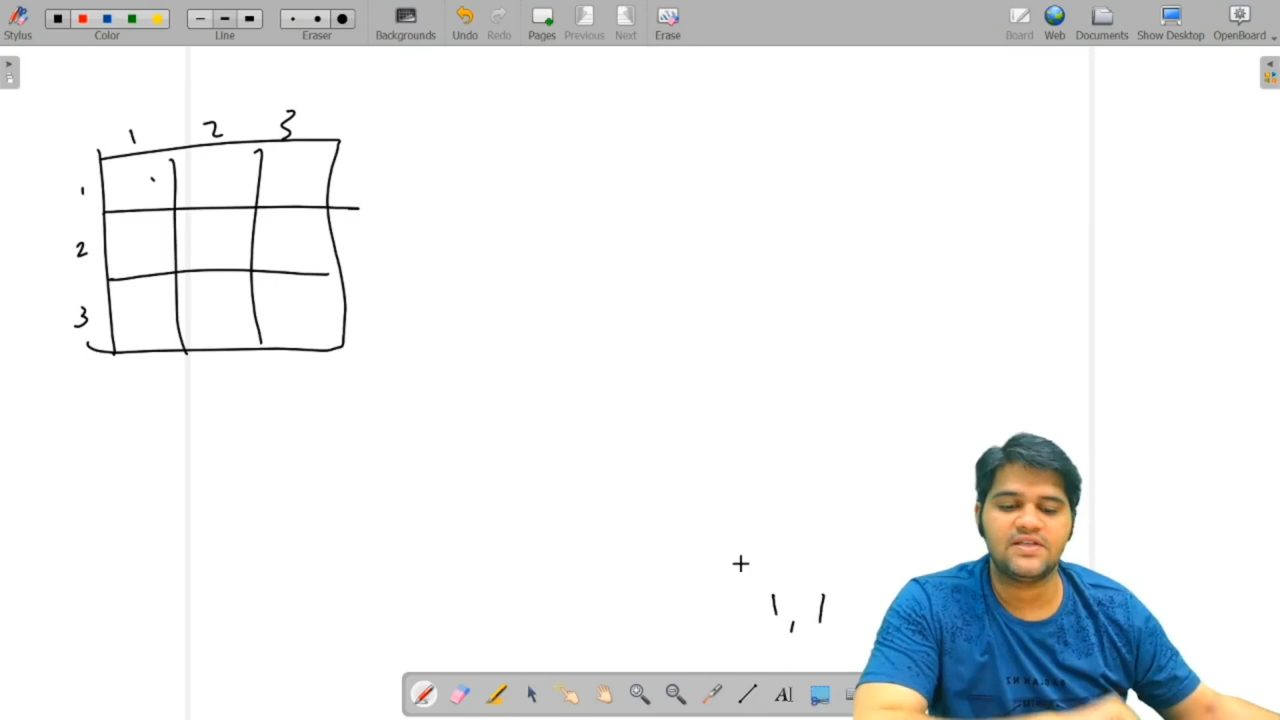 Stylus Color Line Eraser Backgrounds Undo Redo Pages Previous Next Erase Board Web Documents Show Desktop OpenBoard
1 2 3
1
2
3
1, 1